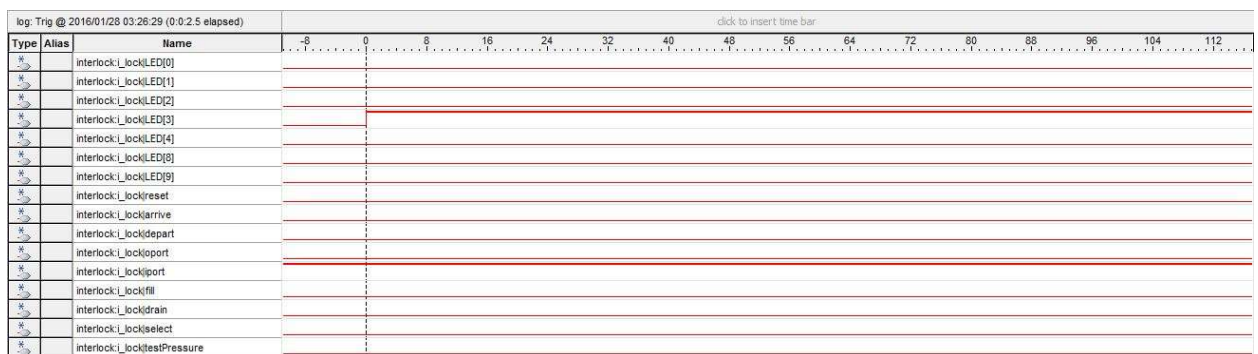 log: Trig @ 2016/01/28 03:26:29 (0:0:2.5 elapsed) click to insert time bar
Type Alias Name -8 0 8 16 24 32 40 48 56 64 72 80 88 96 104 112
interlock:i_lock|LED[0]
interlock:i_lock|LED[1]
interlock:i_lock|LED[2]
interlock:i_lock|LED[3]
interlock:i_lock|LED[4]
interlock:i_lock|LED[8]
interlock:i_lock|LED[9]
interlock:i_lock|reset
interlock:i_lock|arrive
interlock:i_lock|depart
interlock:i_lock|oport
interlock:i_lock|iport
interlock:i_lock|fill
interlock:i_lock|drain
interlock:i_lock|select
interlock:i_lock|testPressure